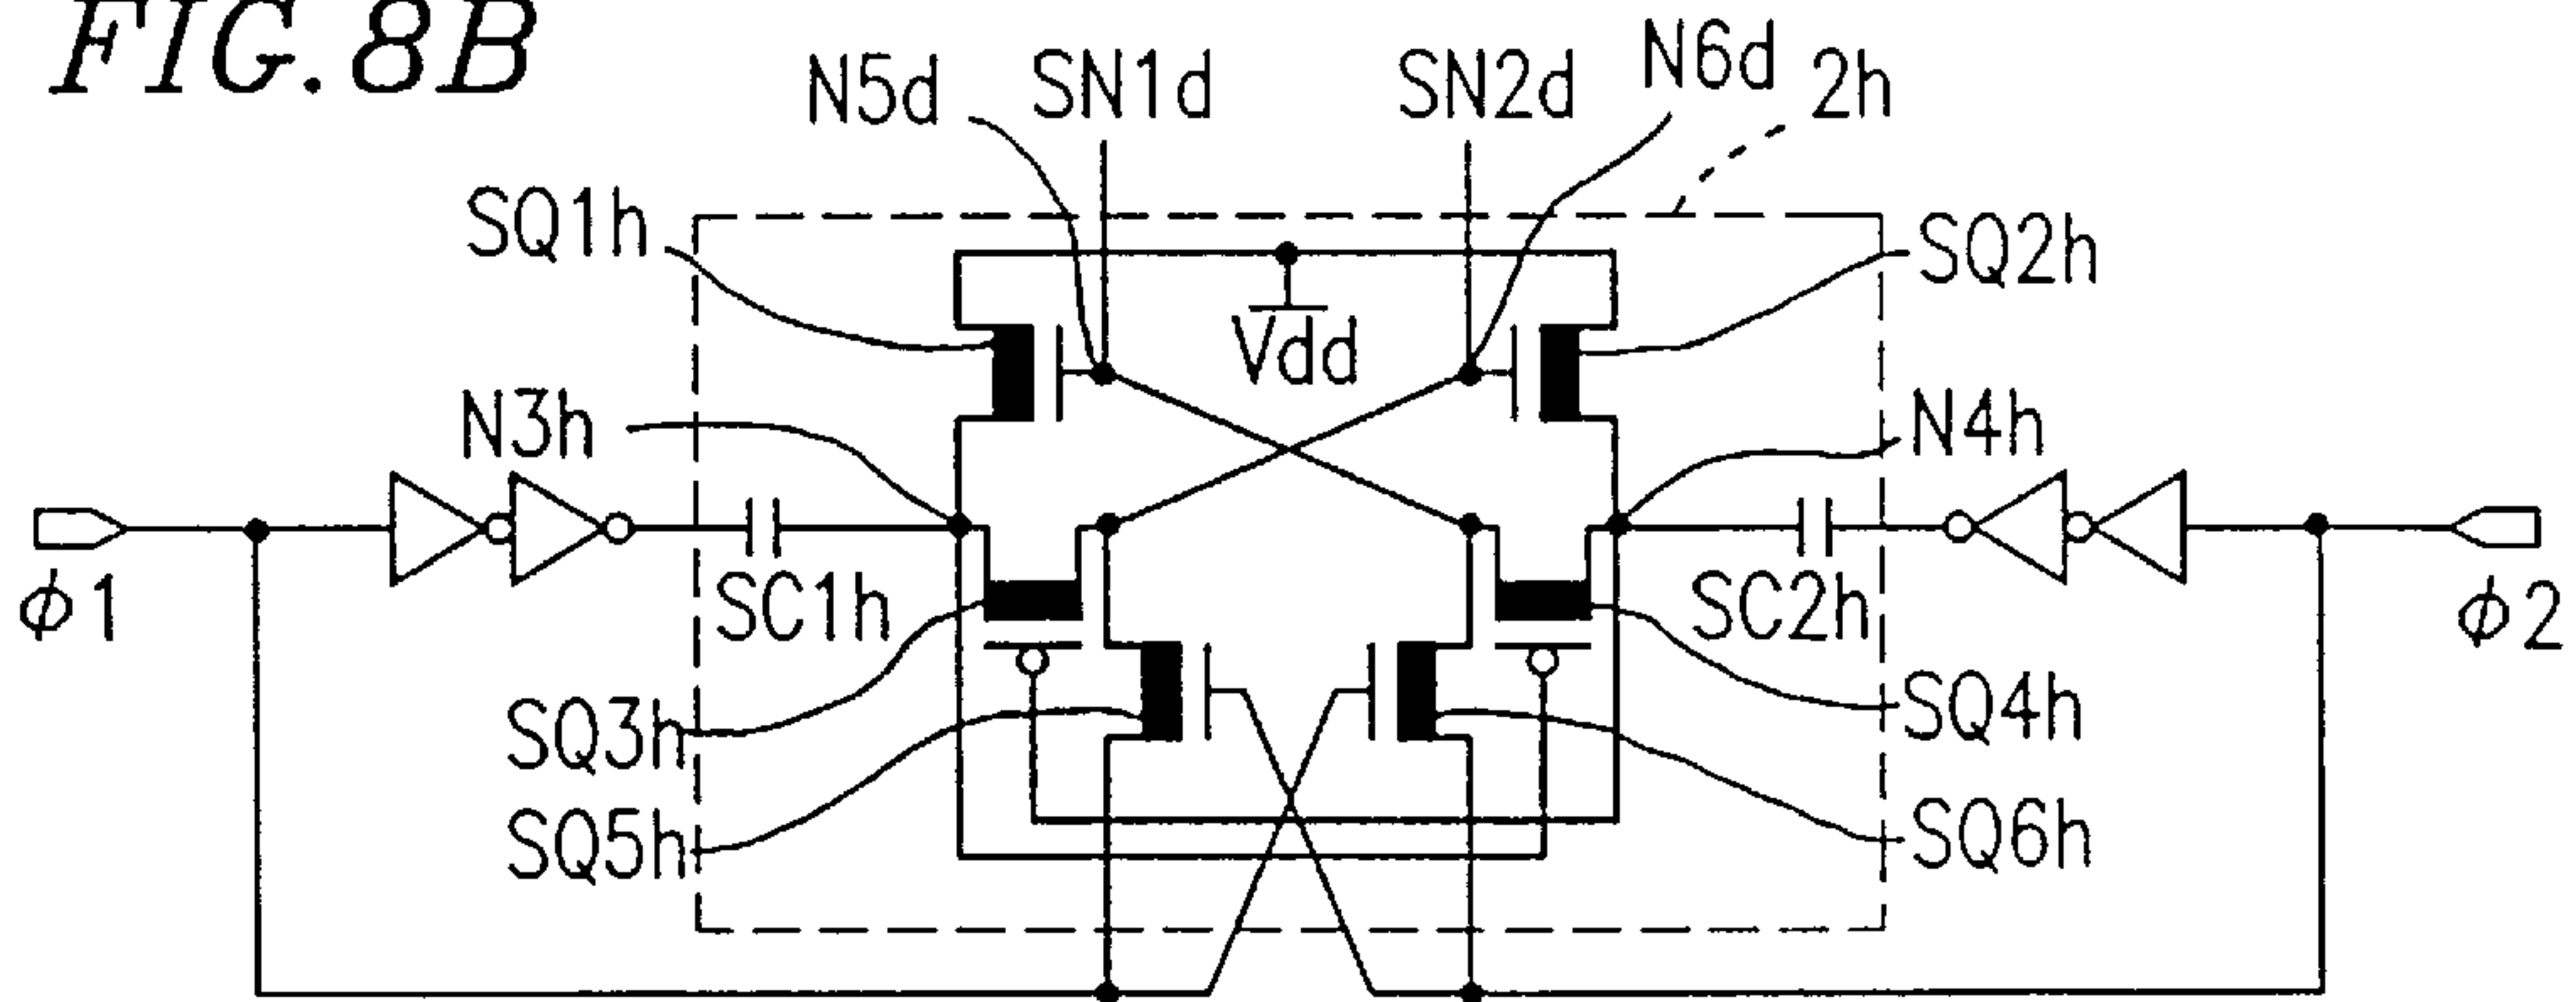 FIG. 8B
N5d SN1d SN2d N6d 2h
SQ1h SQ2h
Vdd
N3h N4h
ϕ1 SC1h SC2h ϕ2
SQ3h SQ4h
SQ5h SQ6h